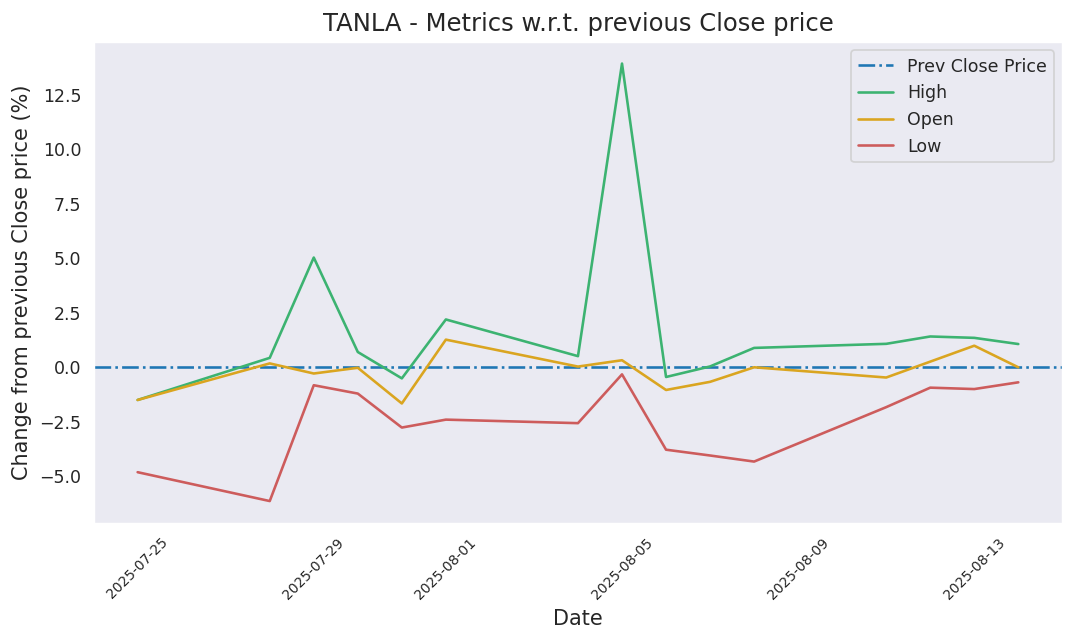 TANLA - Metrics w.r.t. previous Close price
Prev Close Price
High
Open
Low
Change from previous Close price (%)
12.5
10.0
7.5
5.0
2.5
0.0
−2.5
−5.0
2025-07-25
2025-07-29
2025-08-01
2025-08-05
2025-08-09
2025-08-13
Date